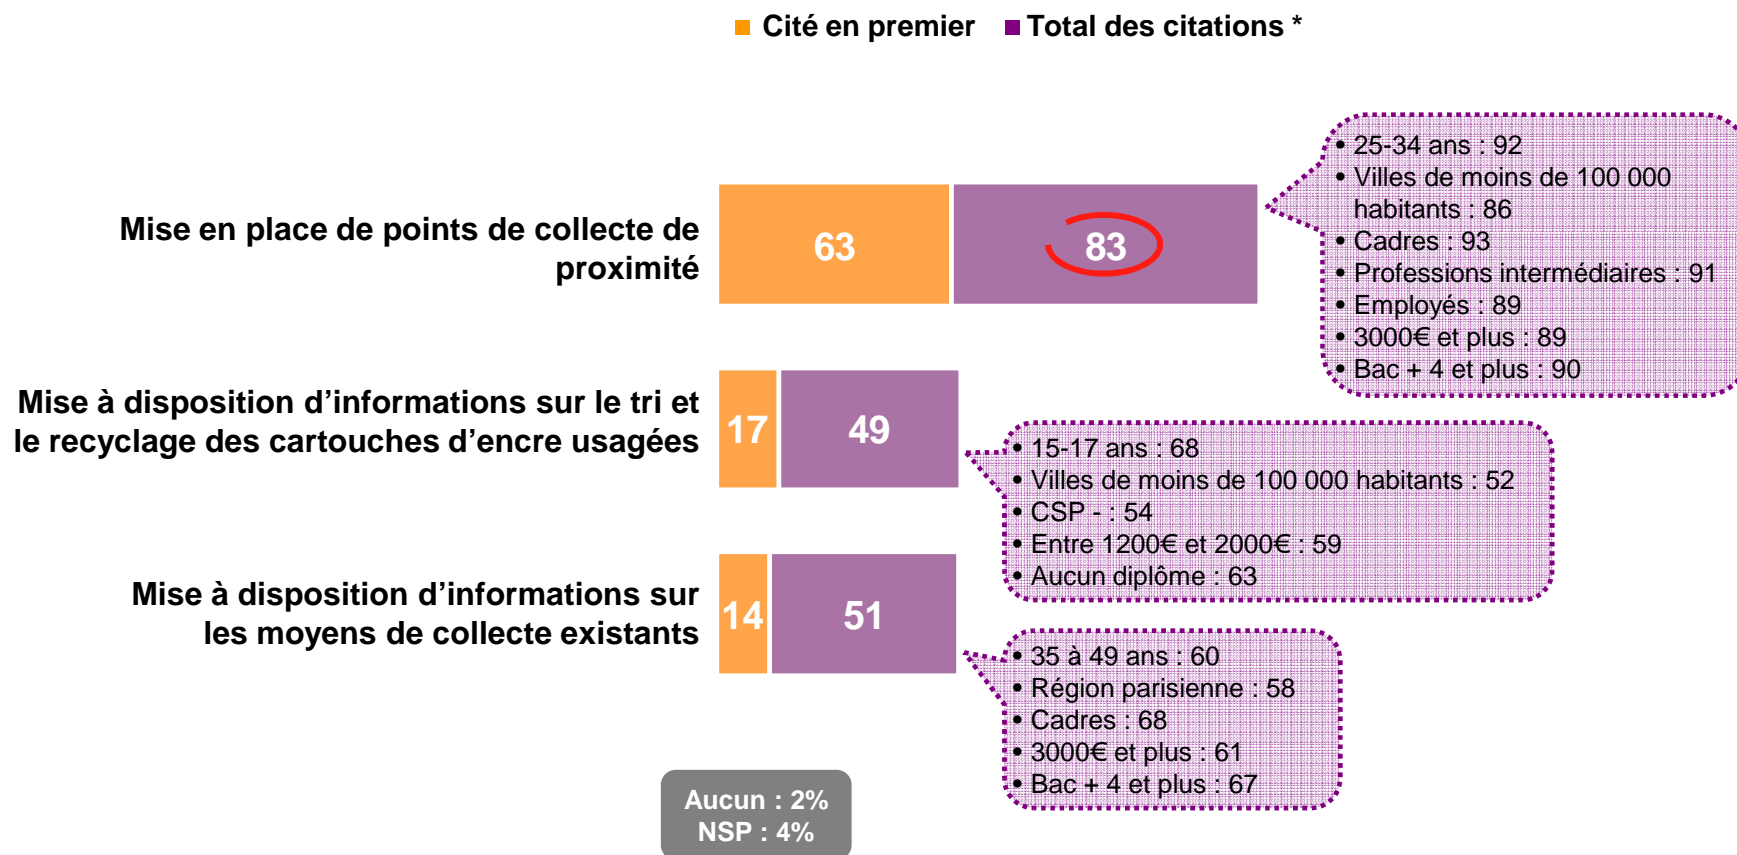 Cité en premier
Total des citations *
Mise en place de points de collecte de
proximité
63
83
• 25-34 ans : 92
• Villes de moins de 100 000
habitants : 86
• Cadres : 93
• Professions intermédiaires : 91
• Employés : 89
• 3000€ et plus : 89
• Bac + 4 et plus : 90
Mise à disposition d’informations sur le tri et
le recyclage des cartouches d’encre usagées
17
49
• 15-17 ans : 68
• Villes de moins de 100 000 habitants : 52
• CSP - : 54
• Entre 1200€ et 2000€ : 59
• Aucun diplôme : 63
Mise à disposition d’informations sur
les moyens de collecte existants
14
51
• 35 à 49 ans : 60
• Région parisienne : 58
• Cadres : 68
• 3000€ et plus : 61
• Bac + 4 et plus : 67
Aucun : 2%
NSP : 4%